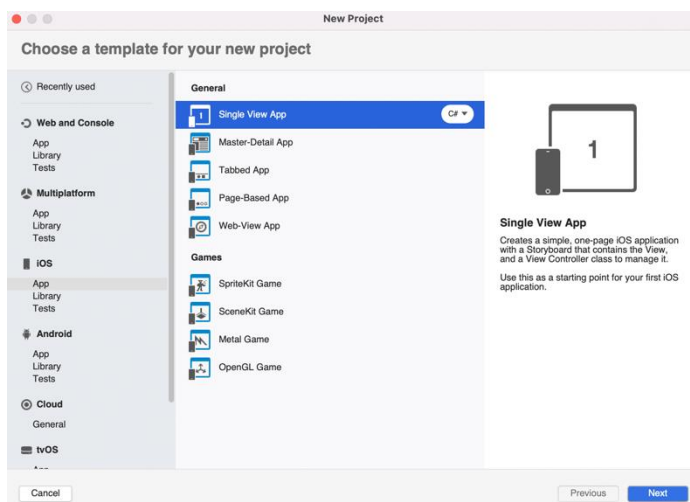 New Project
Choose a template for your new project
Recently used
Web and Console
App
Library
Tests
Multiplatform
App
Library
Tests
iOS
App
Library
Tests
Android
App
Library
Tests
Cloud
General
tvOS
General
1 Single View App C#
Master-Detail App
Tabbed App
Page-Based App
Web-View App
Games
SpriteKit Game
SceneKit Game
Metal Game
OpenGL Game
1
Single View App
Creates a simple, one-page iOS application
with a Storyboard that contains the View,
and a View Controller class to manage it.
Use this as a starting point for your first iOS
application.
Cancel
Previous
Next